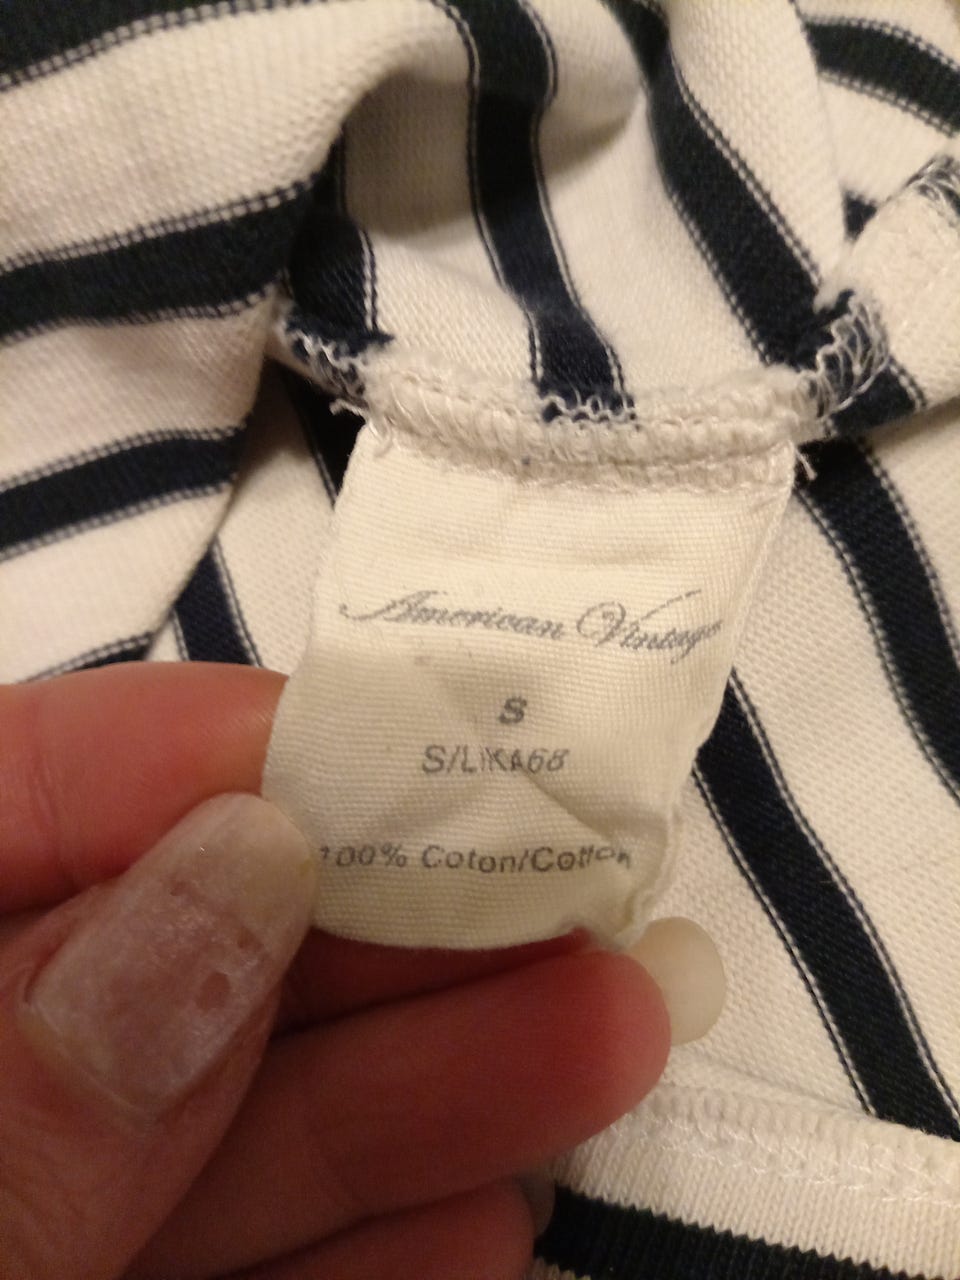 American Vintage
S
S/LIKA68
100% Coton/Cotton